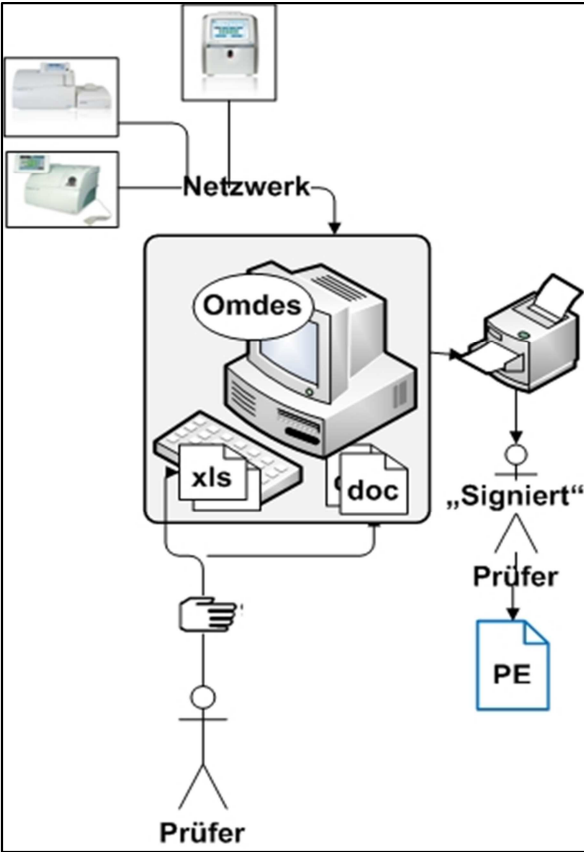 Netzwerk
Omdes
xls
doc
„Signiert“
Prüfer
PE
Prüfer